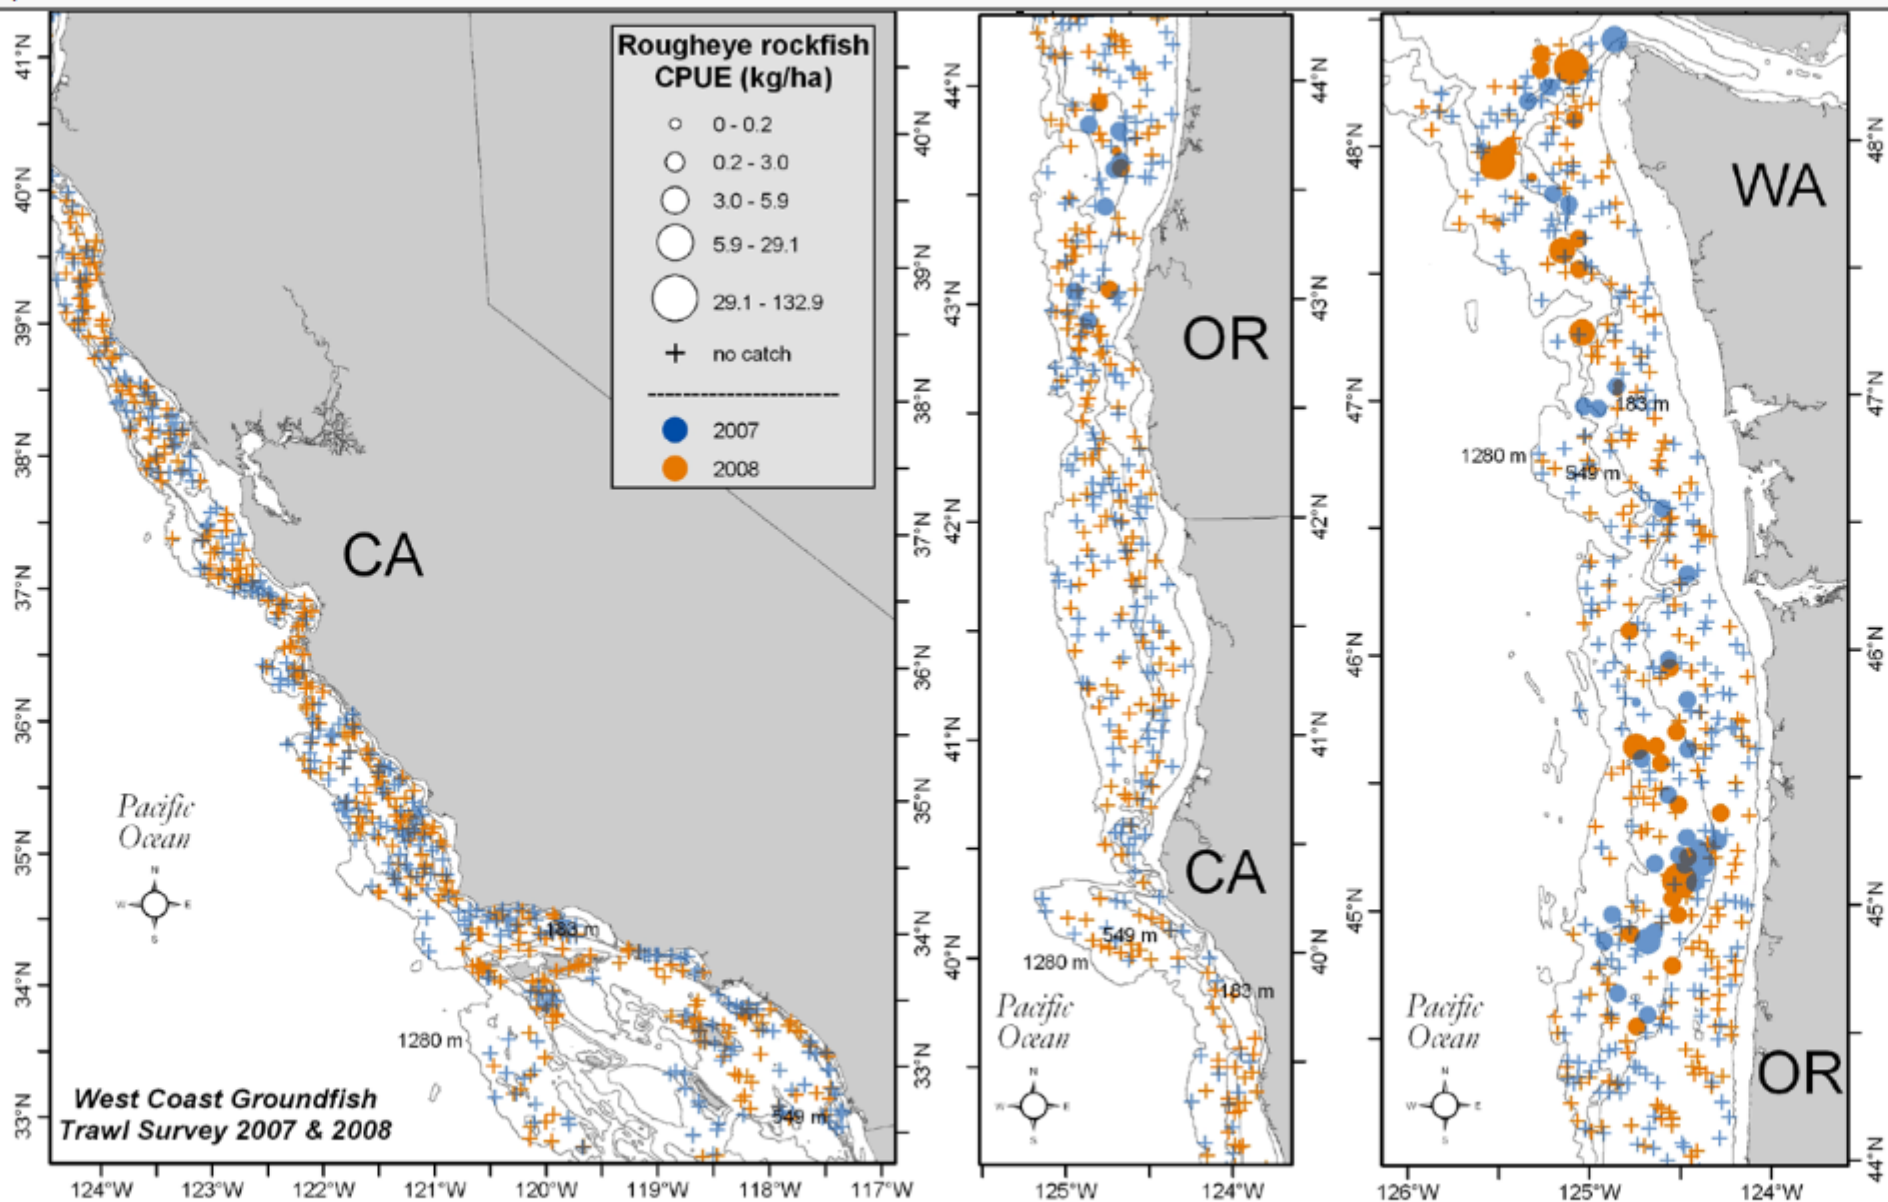 Rougheye rockfish
CPUE (kg/ha)
0 - 0.2
0.2 - 3.0
3.0 - 5.9
5.9 - 29.1
29.1 - 132.9
no catch
2007
2008
CA
Pacific
Ocean
N
W E
S
183 m
1280 m
549 m
West Coast Groundfish
Trawl Survey 2007 & 2008
41°N
40°N
39°N
38°N
37°N
36°N
35°N
34°N
33°N
40°N
39°N
38°N
37°N
36°N
35°N
34°N
33°N
124°W 123°W 122°W 121°W 120°W 119°W 118°W 117°W
OR
CA
549 m
1280 m
183 m
Pacific
Ocean
N
W E
S
44°N
43°N
42°N
41°N
40°N
44°N
43°N
42°N
41°N
40°N
125°W 124°W
WA
183 m
1280 m
549 m
Pacific
Ocean
N
W E
S
OR
48°N
47°N
46°N
45°N
48°N
47°N
46°N
45°N
44°N
126°W 125°W 124°W